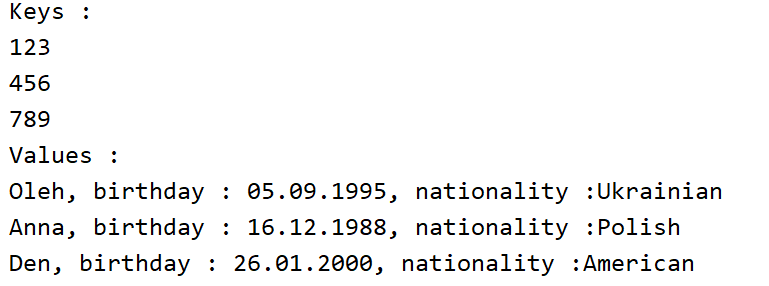 Keys :
123
456
789
Values :
Oleh, birthday : 05.09.1995, nationality :Ukrainian
Anna, birthday : 16.12.1988, nationality :Polish
Den, birthday : 26.01.2000, nationality :American